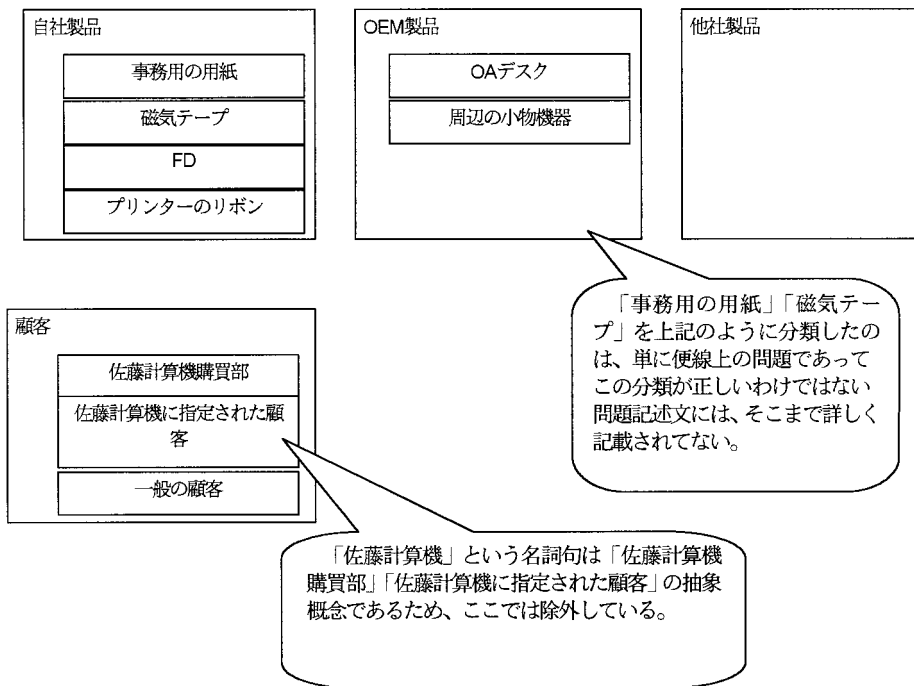 自社製品
事務用の用紙
磁気テープ
FD
プリンターのリボン
OEM製品
OAデスク
周辺の小物機器
他社製品
「事務用の用紙」「磁気テー
プ」を上記のように分類したの
は、単に便線上の問題であって
この分類が正しいわけではない
問題記述文には、そこまで詳しく
記載されてない。
顧客
佐藤計算機購買部
佐藤計算機に指定された顧
客
一般の顧客
「佐藤計算機」という名詞句は「佐藤計算機
購買部」「佐藤計算機に指定された顧客」の抽象
概念であるため、ここでは除外している。